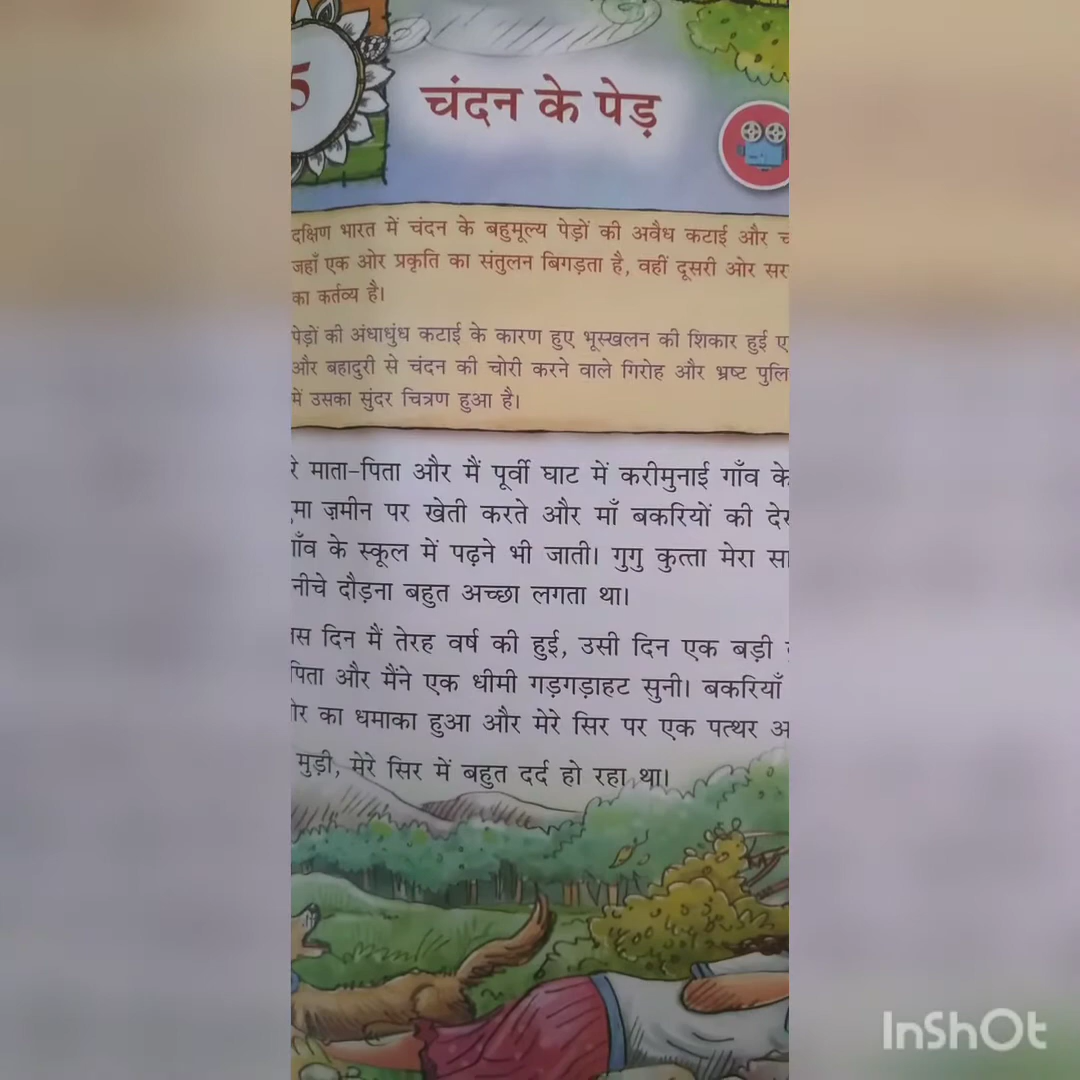 5
चंदन के पेड़
दक्षिण भारत में चंदन के बहुमूल्य पेड़ों की अवैध कटाई और
जहाँ एक ओर प्रकृति का संतुलन बिगड़ता है, वहीं दूसरी ओर
का कर्तव्य है।
पेड़ों की अंधाधुंध कटाई के कारण हुए भूस्खलन की शिकार हुई
और बहादुरी से चंदन की चोरी करने वाले गिरोह और भ्रष्ट
में उसका सुंदर चित्रण हुआ है।
माता-पिता और मैं पूर्वी घाट में करीमुनाई गाँव के
ज़मीन पर खेती करते और माँ बकरियों की
के स्कूल में पढ़ने भी जाती। गुगु कुत्ता मेरा
नीचे दौड़ना बहुत अच्छा लगता था।
दिन मैं तेरह वर्ष की हुई, उसी दिन एक बड़ी
पिता और मैंने एक धीमी गड़गड़ाहट सुनी। बकरियाँ
का धमाका हुआ और मेरे सिर पर एक पत्थर
मुड़ी, मेरे सिर में बहुत दर्द हो रहा था।
InShOt